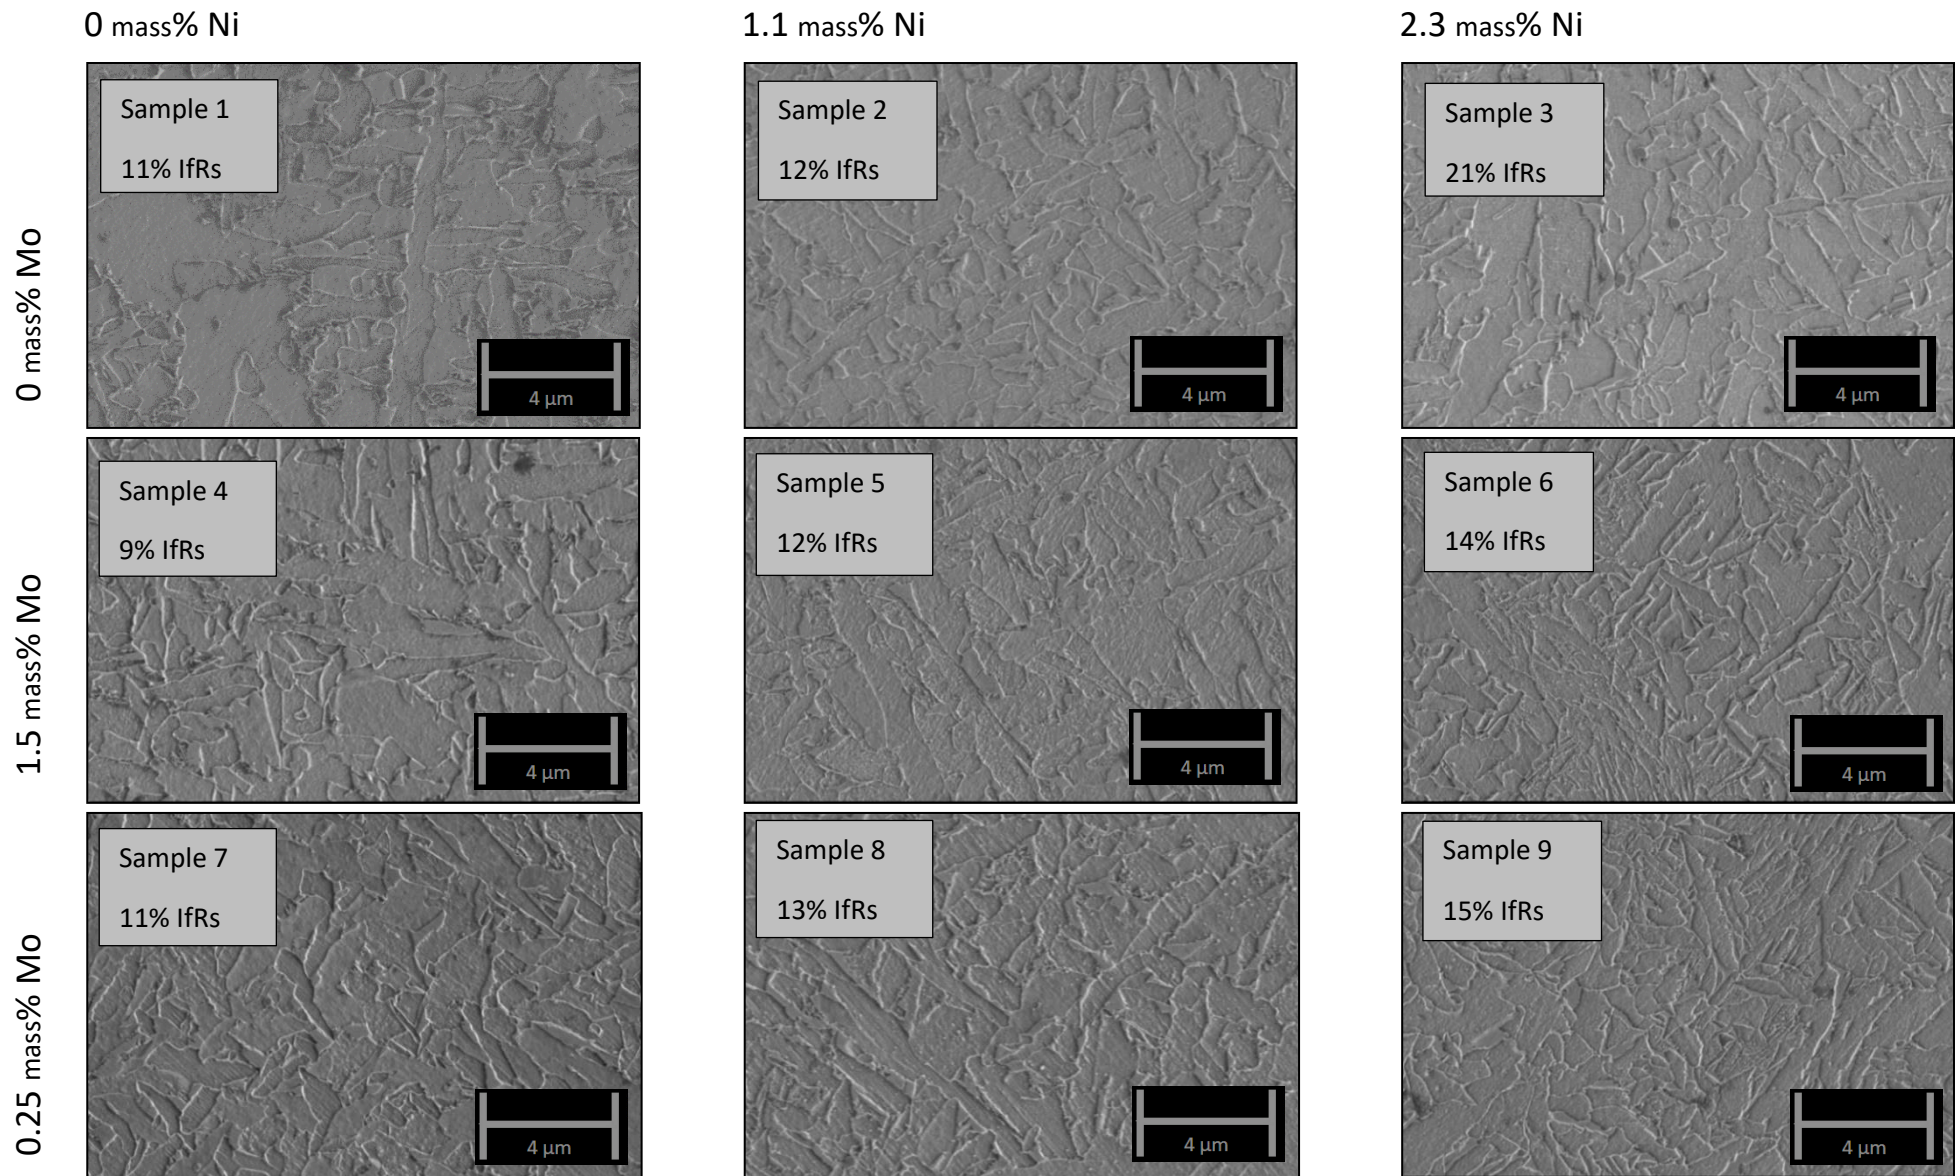 0 mass% Ni
1.1 mass% Ni
2.3 mass% Ni
0 mass% Mo
Sample 1
11% IfRs
4 µm
Sample 2
12% IfRs
4 µm
Sample 3
21% IfRs
4 µm
1.5 mass% Mo
Sample 4
9% IfRs
4 µm
Sample 5
12% IfRs
4 µm
Sample 6
14% IfRs
4 µm
0.25 mass% Mo
Sample 7
11% IfRs
4 µm
Sample 8
13% IfRs
4 µm
Sample 9
15% IfRs
4 µm